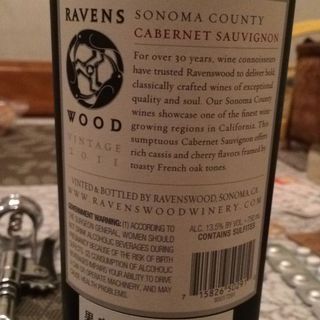 RAVENS
WOOD
VINTAGE
2011
SONOMA COUNTY
CABERNET SAUVIGNON
For over 30 years, wine connoisseurs
have trusted Ravenswood to deliver bold,
classically crafted wines of exceptional
quality and soul. Our Sonoma County
wines showcase one of the finest wine
growing regions in California. This
sumptuous Cabernet Sauvignon offers
rich cassis and cherry flavors framed by
toasty French oak tones.
VINTED & BOTTLED BY RAVENSWOOD, SONOMA, CA
WWW.RAVENSWOODWINERY.COM
GOVERNMENT WARNING: (1) ACCORDING TO
THE SURGEON GENERAL, WOMEN SHOULD
NOT DRINK ALCOHOLIC BEVERAGES DURING
PREGNANCY BECAUSE OF THE RISK OF BIRTH
DEFECTS. (2) CONSUMPTION OF ALCOHOLIC
BEVERAGES IMPAIRS YOUR ABILITY TO DRIVE
A CAR OR OPERATE MACHINERY, AND MAY
CAUSE HEALTH PROBLEMS.
ALC. 13.5% BY VOL. • 750 mL
CONTAINS SULFITES
7 15826 50091